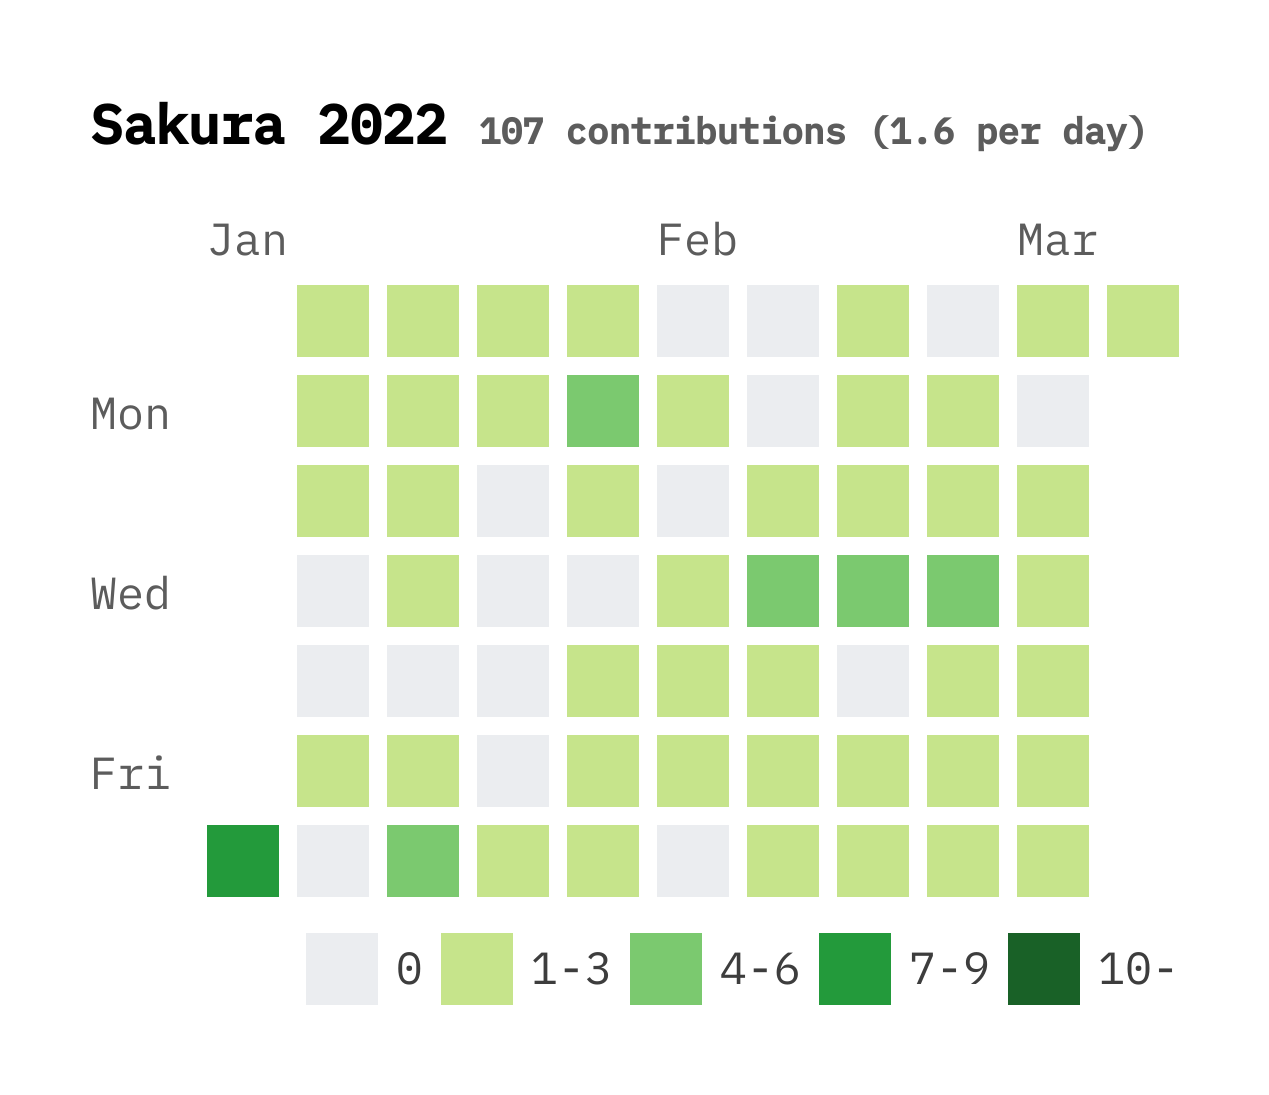 Sakura 2022 107 contributions (1.6 per day)
Jan Feb Mar
Mon
Wed
Fri
0 1-3 4-6 7-9 10-